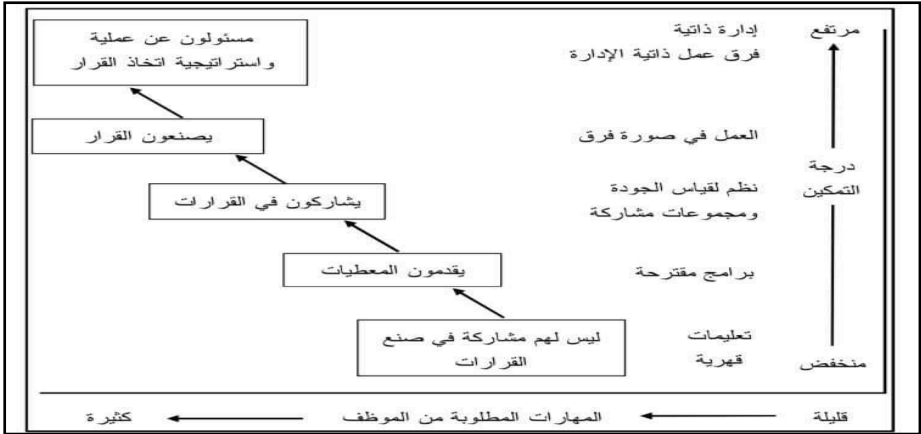 مرتفع
إدارة ذاتية
فرق عمل ذاتية الإدارة
مسئولون عن عملية
واستراتيجية اتخاذ القرار
العمل في صورة فرق
يصنعون القرار
درجة
التمكين
نظم لقياس الجودة
ومجموعات مشاركة
يشاركون في القرارات
برامج مقترحة
يقدمون المعطيات
تعليمات
قهرية
ليس لهم مشاركة في صنع
القرارات
منخفض
قليلة
المهارات المطلوبة من الموظف
كثيرة